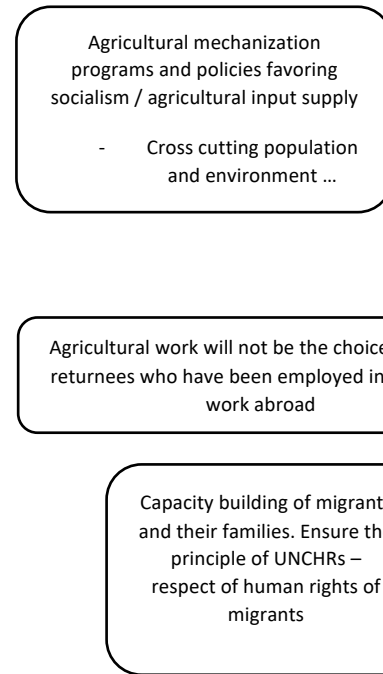 Agricultural mechanization
programs and policies favoring
socialism / agricultural input supply
- Cross cutting population
and environment …
Agricultural work will not be the choice
returnees who have been employed in
work abroad
Capacity building of migrant
and their families. Ensure th
principle of UNCHRs –
respect of human rights of
migrants